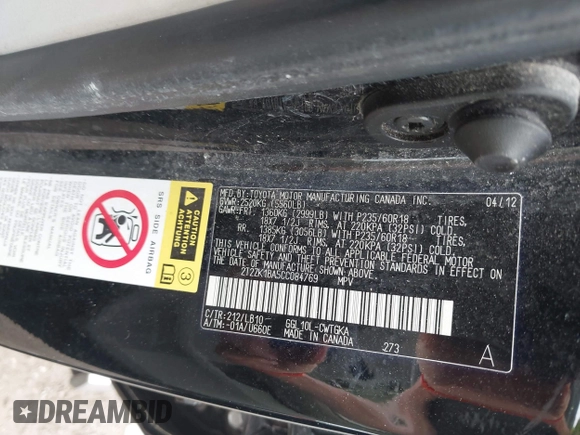 MFD.BY:TOYOTA MOTOR MANUFACTURING CANADA INC. 04/12
GVWR:2520KG (5560LB)
GAWR:FRT: 1360KG (2999LB) WITH P235/60R18 TIRES,
18X7 1/2J RIMS, AT 220KPA (32PSI) COLD.
RR. 1385KG (3056LB) WITH P235/60R18 TIRES,
18X7 1/2J RIMS, AT 220KPA (32PSI) COLD.
THIS VEHICLE CONFORMS TO ALL APPLICABLE FEDERAL MOTOR
VEHICLE SAFETY AND THEFT PREVENTION STANDARDS IN EFFECT
ON THE DATE OF MANUFACTURE SHOWN ABOVE.
2T2ZK1BA5CC084769 MPV
C/TR:212/LB10 GGL10L-CWTGKA
A/TM:-01A/U660E MADE IN CANADA 273 A
SRS SIDE AIRBAG
CAUTION
ATTENTION
ACHTUNG
3
DREAMBID